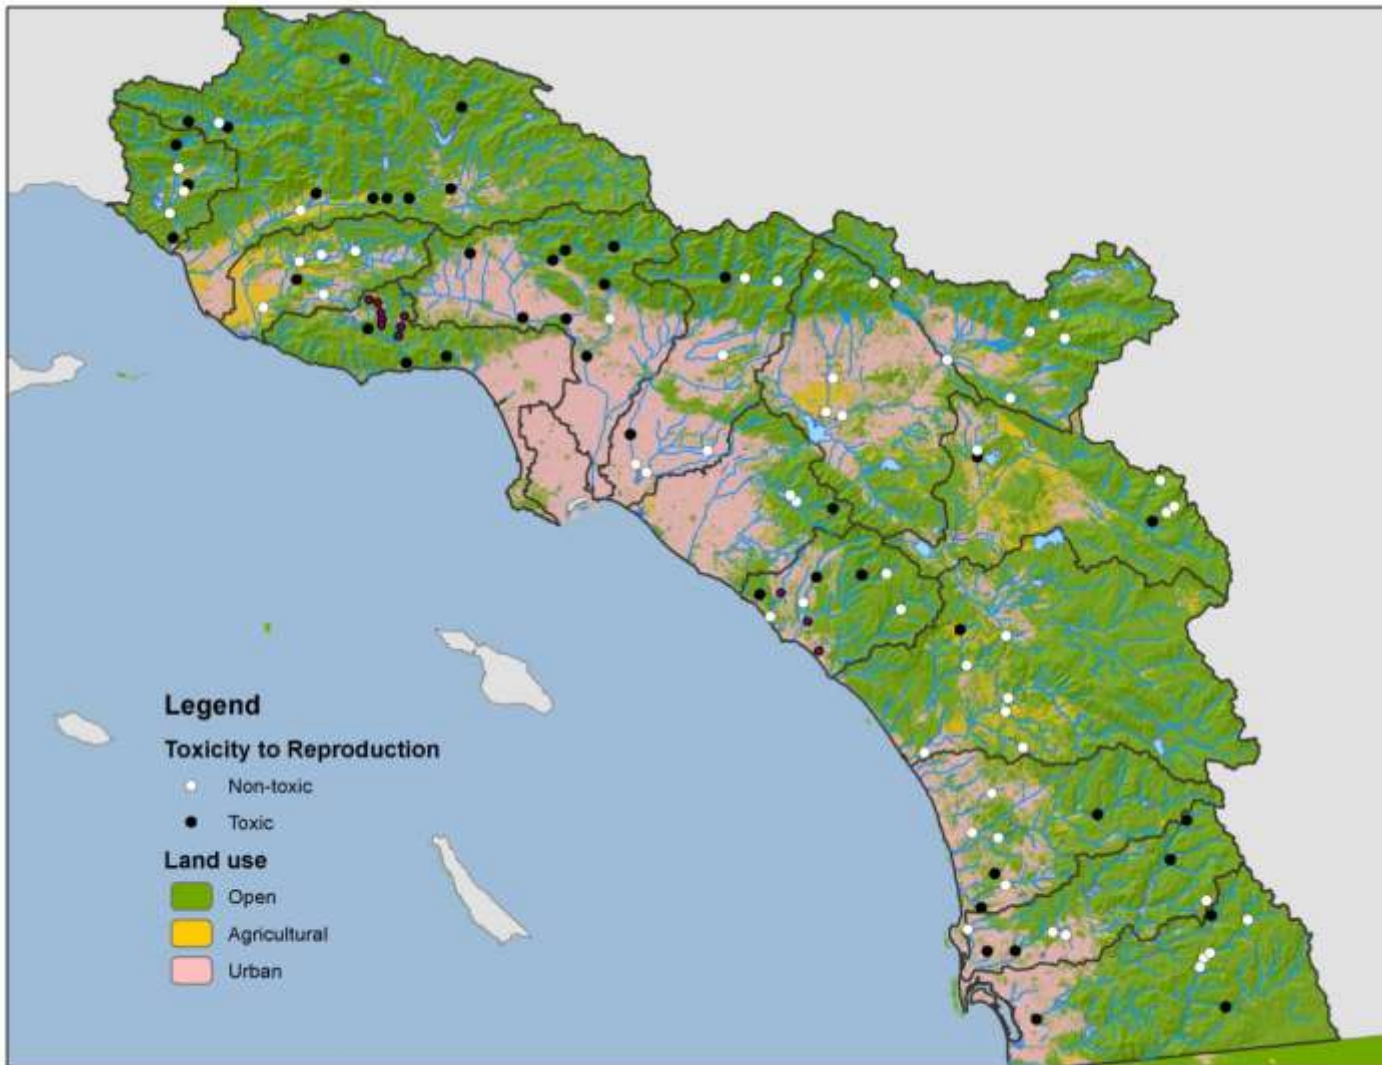 Legend
Toxicity to Reproduction
Non-toxic
Toxic
Land use
Open
Agricultural
Urban